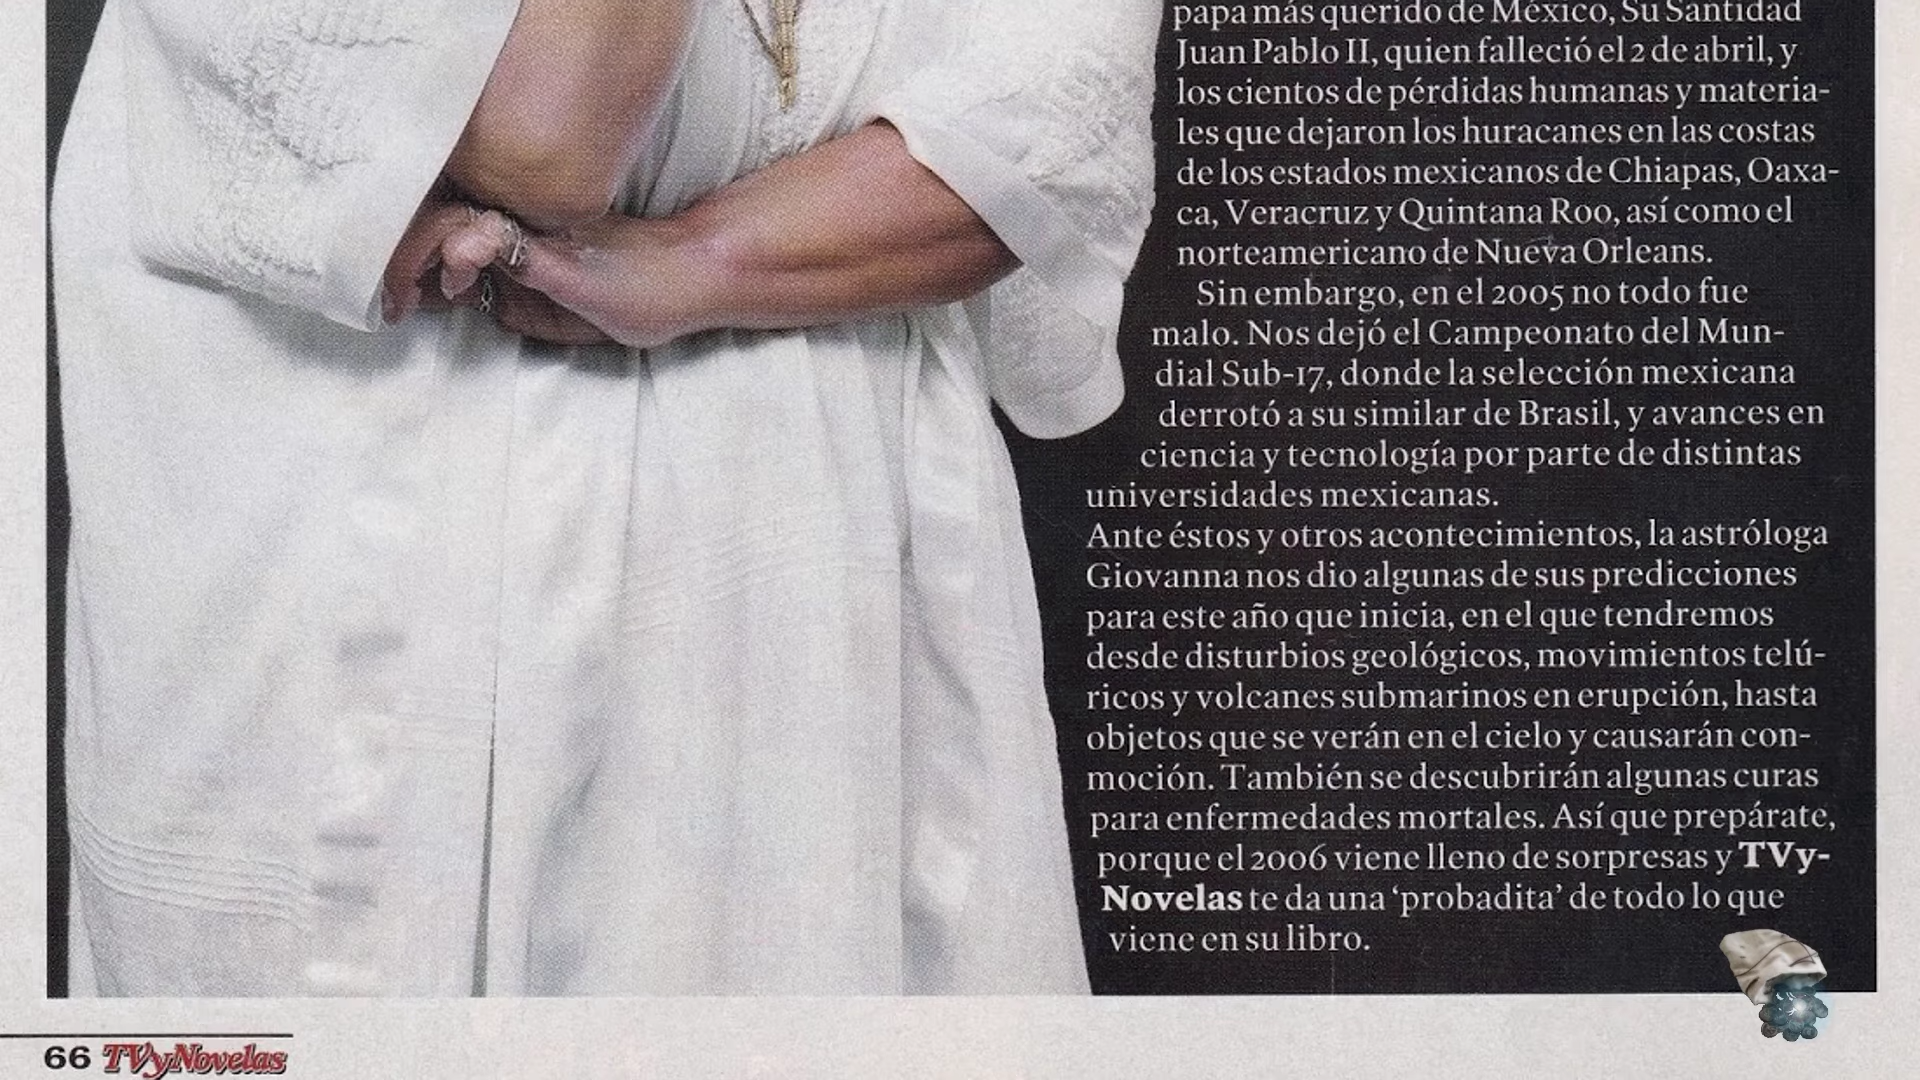 papa más querido de México, Su Santidad
Juan Pablo II, quien falleció el 2 de abril, y
los cientos de pérdidas humanas y materia-
les que dejaron los huracanes en las costas
de los estados mexicanos de Chiapas, Oaxa-
ca, Veracruz y Quintana Roo, así como el
norteamericano de Nueva Orleans.
Sin embargo, en el 2005 no todo fue
malo. Nos dejó el Campeonato del Mun-
dial Sub-17, donde la selección mexicana
derrotó a su similar de Brasil, y avances en
ciencia y tecnología por parte de distintas
universidades mexicanas.
Ante éstos y otros acontecimientos, la astróloga
Giovanna nos dio algunas de sus predicciones
para este año que inicia, en el que tendremos
desde disturbios geológicos, movimientos telú-
ricos y volcanes submarinos en erupción, hasta
objetos que se verán en el cielo y causarán con-
moción. También se descubrirán algunas curas
para enfermedades mortales. Así que prepárate,
porque el 2006 viene lleno de sorpresas y TVy-
Novelas te da una ‘probadita’ de todo lo que
viene en su libro.
66 TVyNovelas